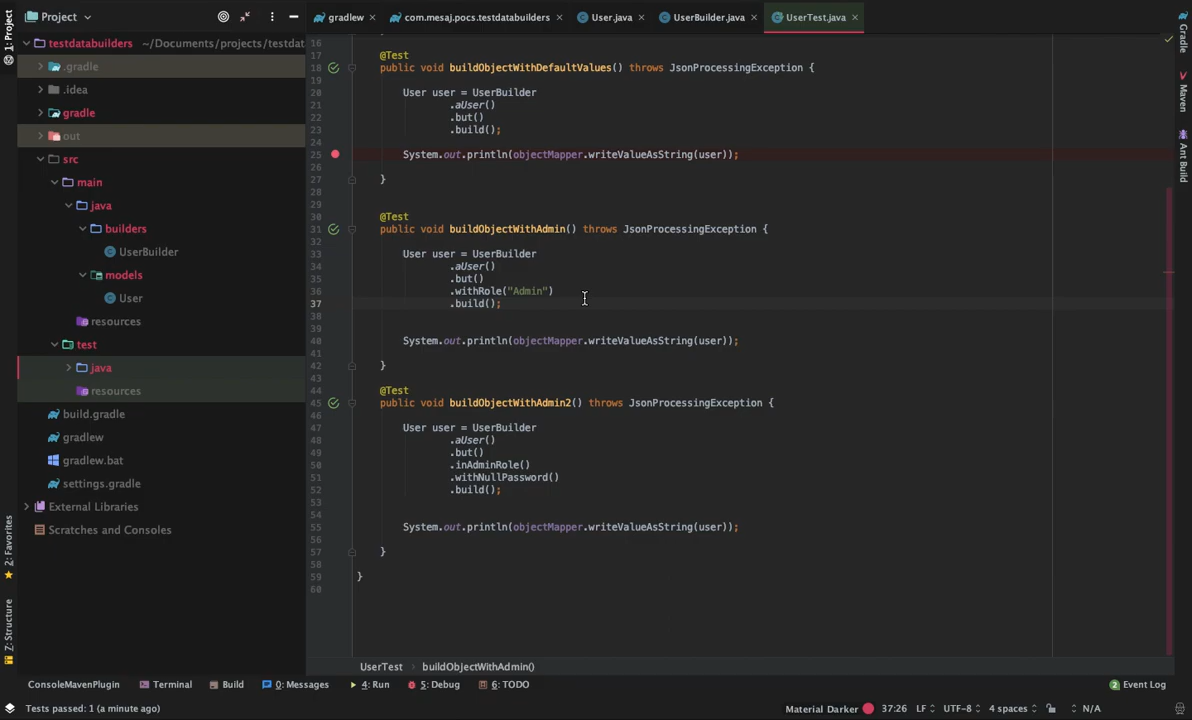 Project
gradlew
com.mesaj.pocs.testdatabuilders
User.java
UserBuilder.java
UserTest.java
1: Project
testdatabuilders ~/Documents/projects/testdat
.gradle
.idea
gradle
out
src
main
java
builders
UserBuilder
models
User
resources
test
java
resources
build.gradle
gradlew
gradlew.bat
settings.gradle
External Libraries
Scratches and Consoles
2: Favorites
Z: Structure
16
17 @Test
18 public void buildObjectWithDefaultValues() throws JsonProcessingException {
19
20 User user = UserBuilder
21 .aUser()
22 .but()
23 .build();
24
25 System.out.println(objectMapper.writeValueAsString(user));
26
27 }
28
29
30 @Test
31 public void buildObjectWithAdmin() throws JsonProcessingException {
32
33 User user = UserBuilder
34 .aUser()
35 .but()
36 .withRole("Admin")
37 .build();
38
39
40 System.out.println(objectMapper.writeValueAsString(user));
41
42 }
43
44 @Test
45 public void buildObjectWithAdmin2() throws JsonProcessingException {
46
47 User user = UserBuilder
48 .aUser()
49 .but()
50 .inAdminRole()
51 .withNullPassword()
52 .build();
53
54
55 System.out.println(objectMapper.writeValueAsString(user));
56
57 }
58
59 }
60
Gradle
Maven
Ant Build
UserTest › buildObjectWithAdmin()
ConsoleMavenPlugin Terminal Build 0: Messages 4: Run 5: Debug 6: TODO 2 Event Log
Tests passed: 1 (a minute ago) Material Darker 37:26 LF UTF-8 4 spaces N/A